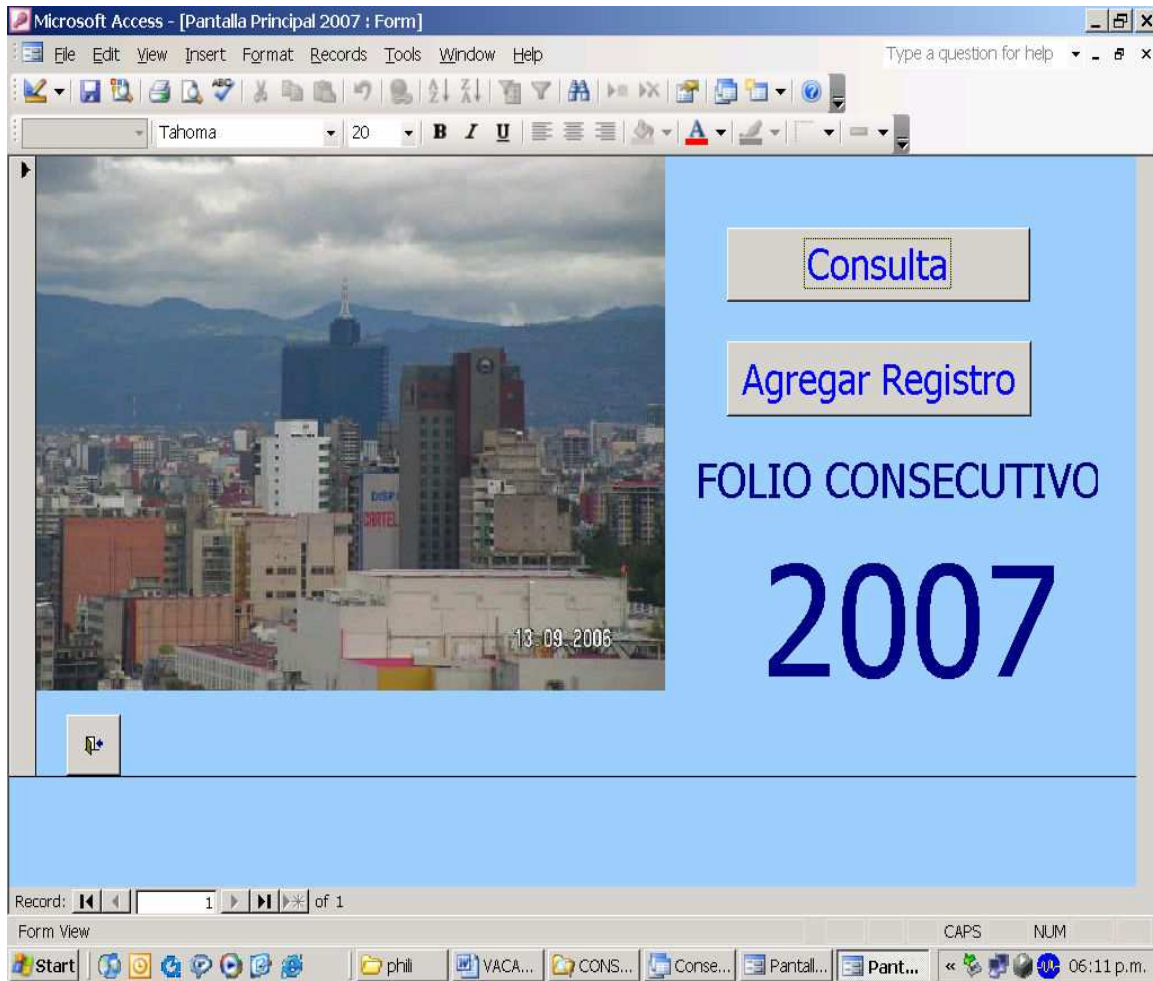 Microsoft Access - [Pantalla Principal 2007 : Form]
File Edit View Insert Format Records Tools Window Help Type a question for help
Tahoma 20 B I U A
Consulta
Agregar Registro
FOLIO CONSECUTIVO
2007
CARTEL
13.09.2006
Record: 1 of 1
Form View CAPS NUM
Start phili VACA... CONS... Conse... Pantall... Pant... « 06:11 p.m.